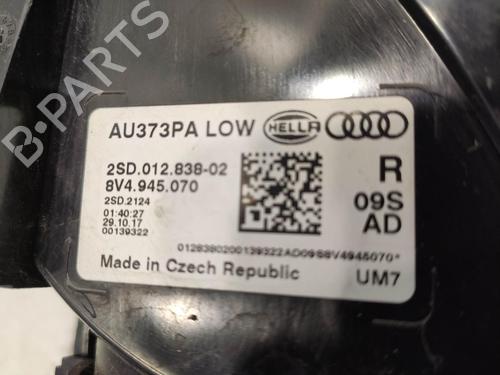 B-PARTS
AU373PA LOW HELLA
2SD.012.838-02
8V4.945.070
2SD.2124
01:40:27
29.10.17
00139322
R
09S
AD
0128380200139322AD09S8V4945070*
Made in Czech Republic
UM7